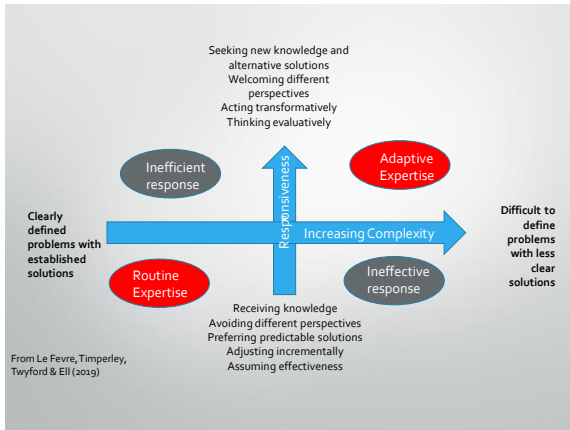 Seeking new knowledge and
alternative solutions
Welcoming different
perspectives
Acting transformatively
Thinking evaluatively
Inefficient
response
Adaptive
Expertise
Responsiveness
Clearly
defined
problems with
established
solutions
Increasing Complexity
Difficult to
define
problems
with less
clear
solutions
Routine
Expertise
Ineffective
response
Receiving knowledge
Avoiding different perspectives
Preferring predictable solutions
Adjusting incrementally
Assuming effectiveness
From Le Fevre, Timperley,
Twyford & Ell (2019)